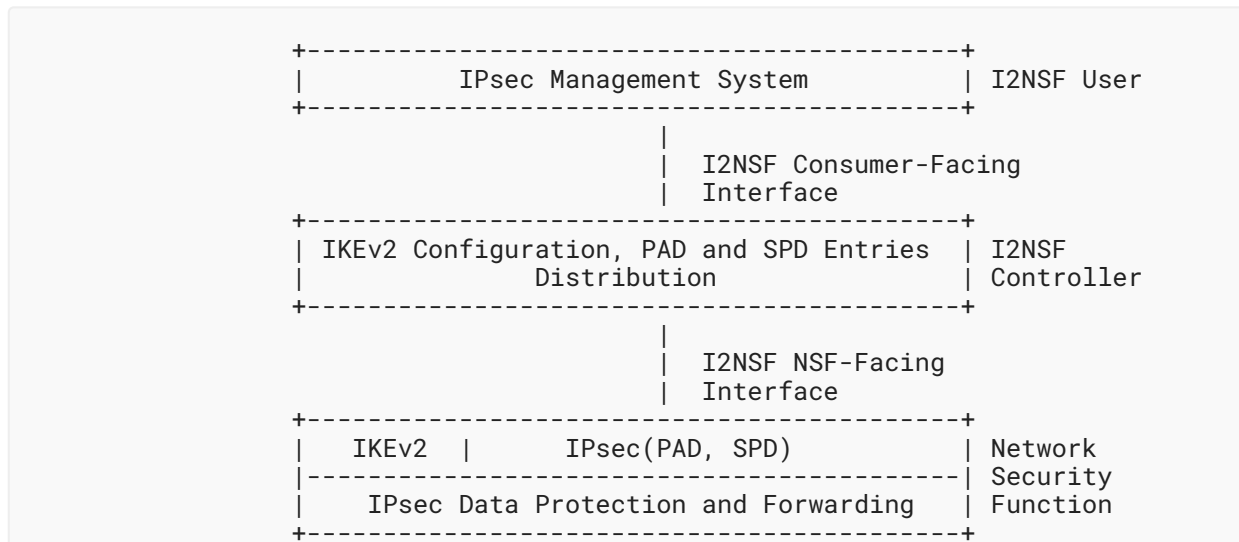 +-------------------------------------------+
|          IPsec Management System          | I2NSF User
+-------------------------------------------+
                        |
                        |  I2NSF Consumer-Facing
                        |  Interface
+-------------------------------------------+
| IKEv2 Configuration, PAD and SPD Entries  | I2NSF
|               Distribution                | Controller
+-------------------------------------------+
                        |
                        |  I2NSF NSF-Facing
                        |  Interface
+-------------------------------------------+
|   IKEv2  |      IPsec(PAD, SPD)           | Network
|-------------------------------------------| Security
|    IPsec Data Protection and Forwarding   | Function
+-------------------------------------------+